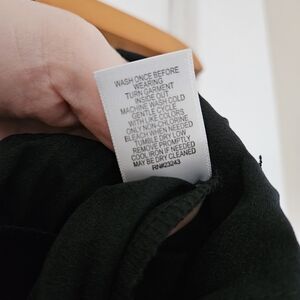 WASH ONCE BEFORE
WEARING
TURN GARMENT
INSIDE OUT
MACHINE WASH COLD
GENTLE CYCLE
WITH LIKE COLORS
ONLY NON-CHLORINE
BLEACH WHEN NEEDED
TUMBLE DRY LOW
REMOVE PROMPTLY
COOL IRON IF NEEDED
MAY BE DRY CLEANED
RN#23243